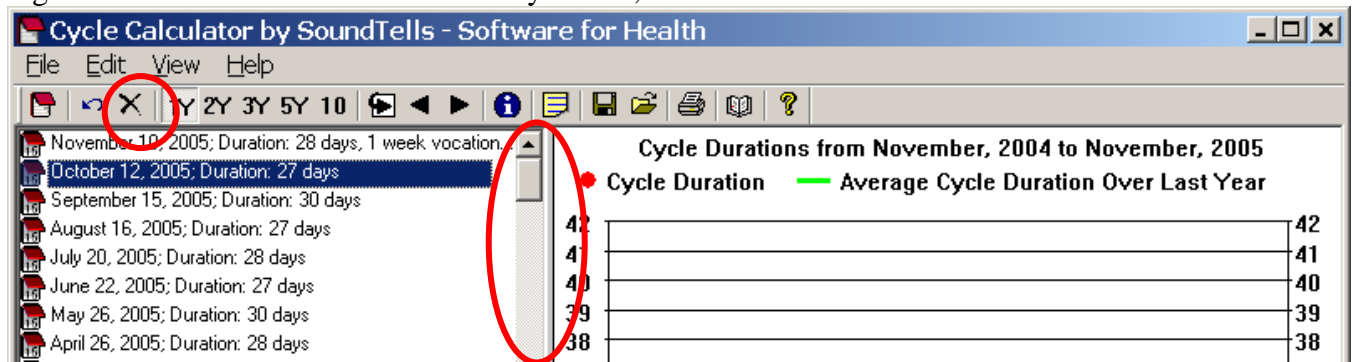 Cycle Calculator by SoundTells - Software for Health
File Edit View Help
1Y 2Y 3Y 5Y 10
November 10, 2005; Duration: 28 days, 1 week vocation...
October 12, 2005; Duration: 27 days
September 15, 2005; Duration: 30 days
August 16, 2005; Duration: 27 days
July 20, 2005; Duration: 28 days
June 22, 2005; Duration: 27 days
May 26, 2005; Duration: 30 days
April 26, 2005; Duration: 28 days
Cycle Durations from November, 2004 to November, 2005
Cycle Duration Average Cycle Duration Over Last Year
42 42
41 41
40 40
39 39
38 38